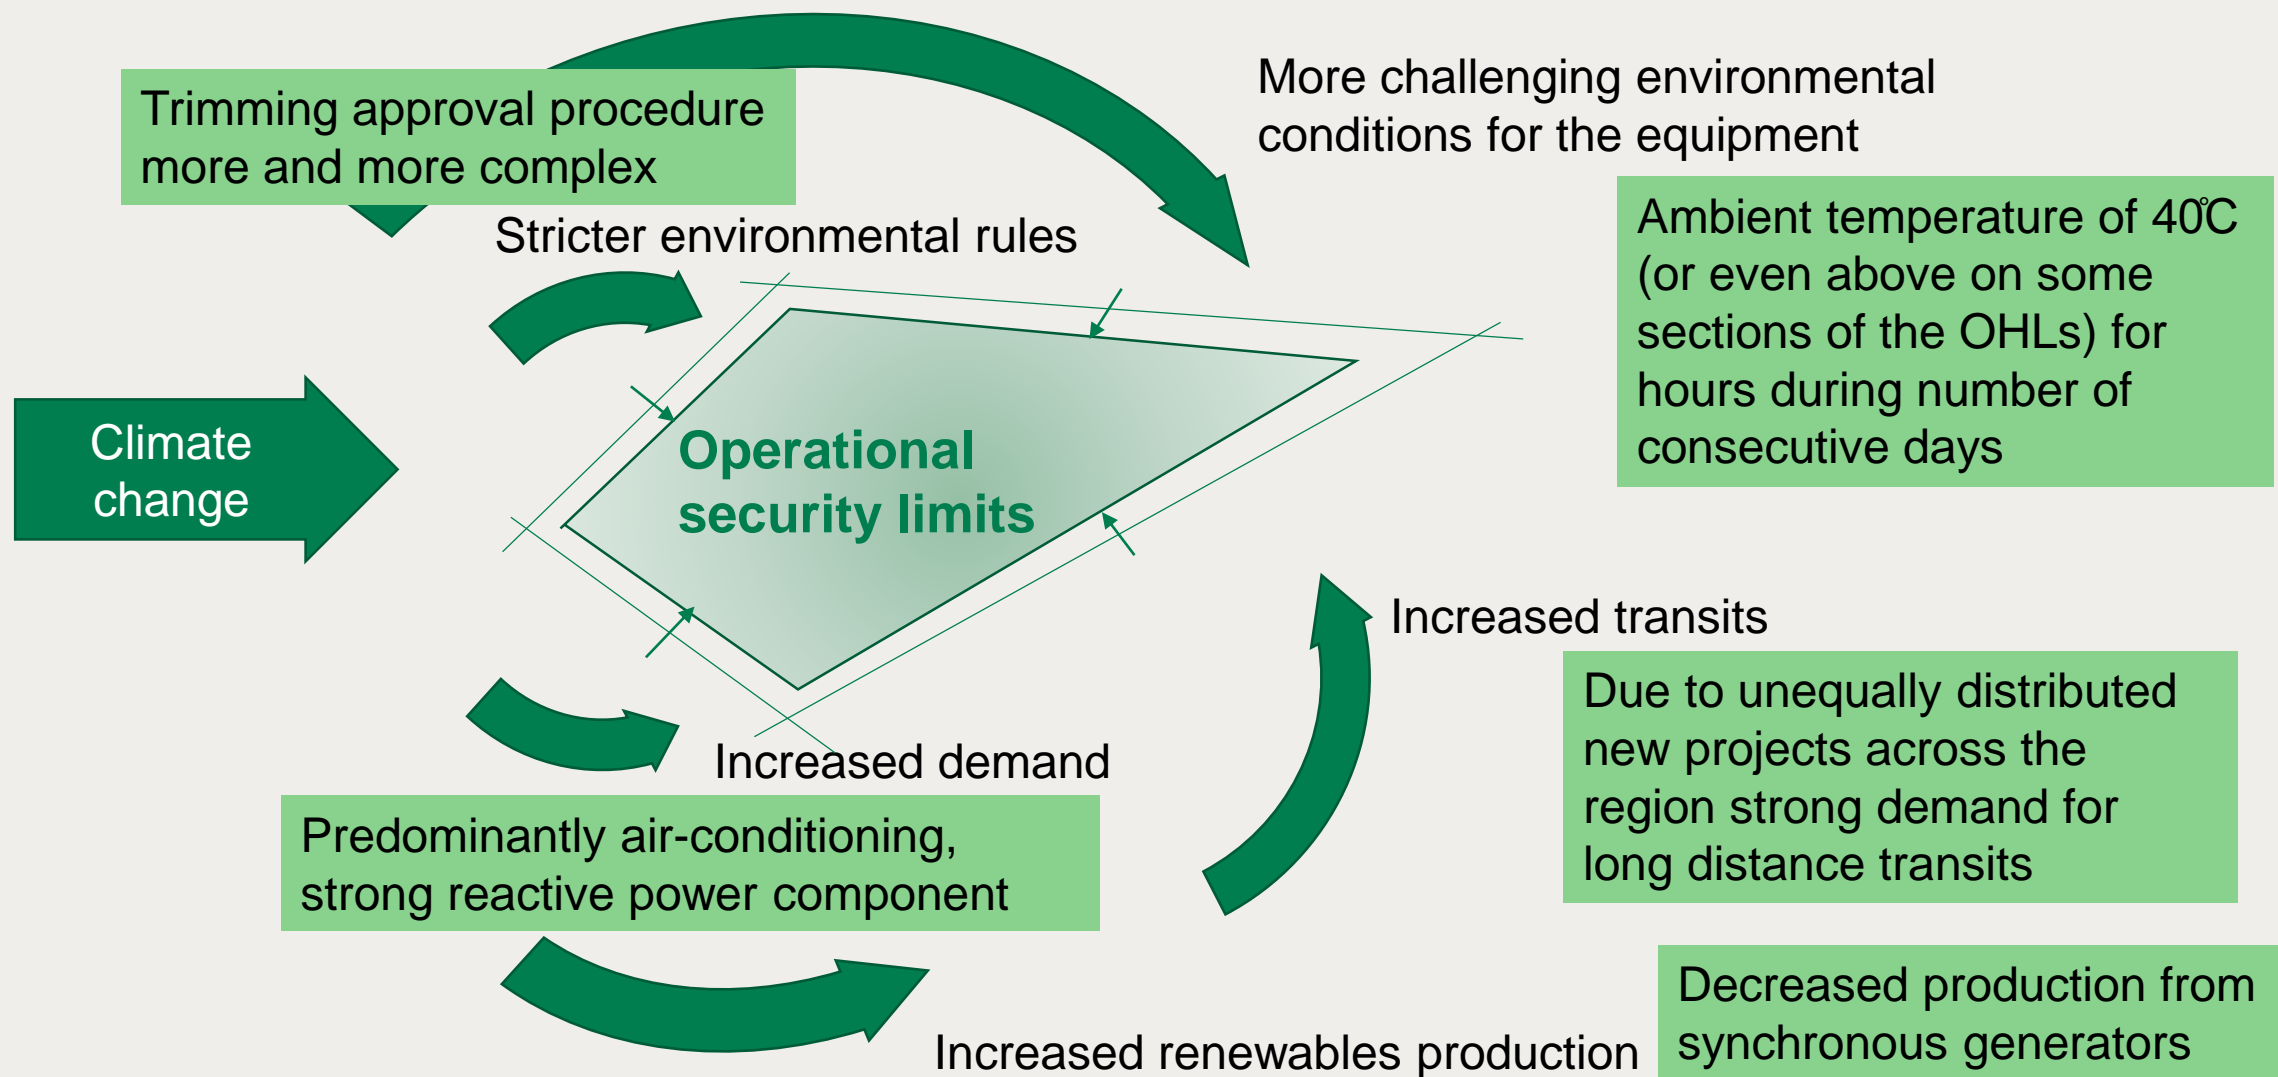 Trimming approval procedure
more and more complex
More challenging environmental
conditions for the equipment
Stricter environmental rules
Ambient temperature of 40℃
(or even above on some
sections of the OHLs) for
hours during number of
consecutive days
Climate
change
Operational
security limits
Increased transits
Due to unequally distributed
new projects across the
region strong demand for
long distance transits
Increased demand
Predominantly air-conditioning,
strong reactive power component
Increased renewables production
Decreased production from
synchronous generators